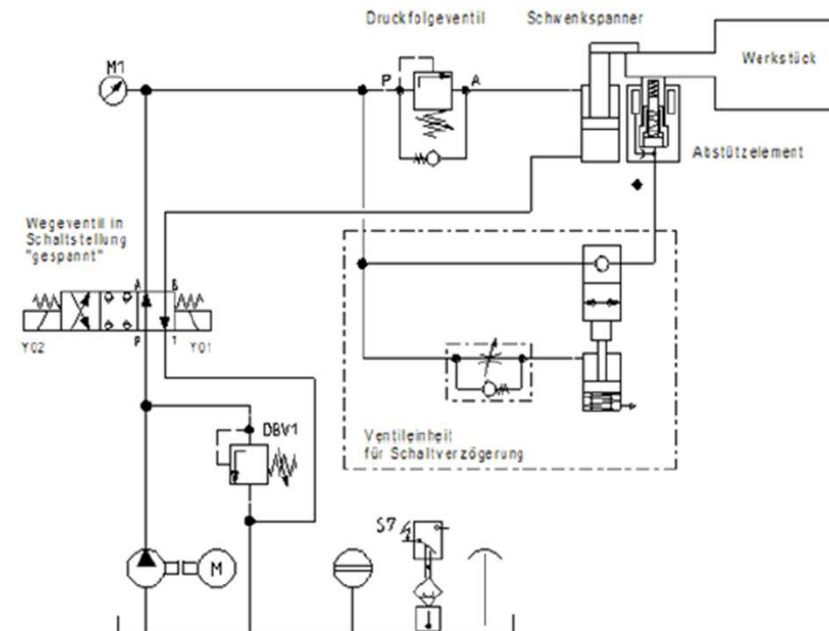 Druckfolgeventil
Schwenkspanner
M1
P
A
Werkstück
Abstützelement
Wegeventil in
Schaltstellung
"gespannt"
A
B
Y02
P
T
Y01
DBV1
Ventileinheit
für Schaltverzögerung
S7
M